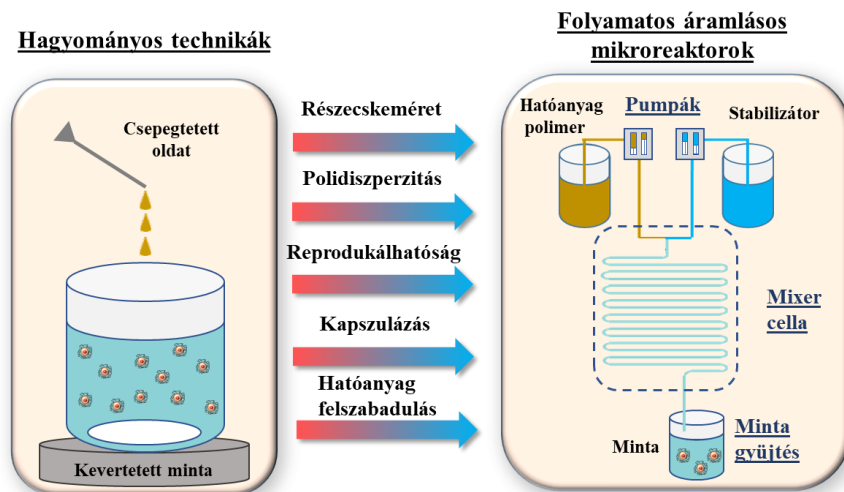 Hagyományos technikák
Csepegtetett
oldat
Kevertetett minta
Részecskeméret
Polidiszperzitás
Reprodukálhatóság
Kapszulázás
Hatóanyag
felszabadulás
Folyamatos áramlásos
mikroreaktorok
Hatóanyag
polimer
Pumpák
Stabilizátor
Mixer
cella
Minta
Minta
gyüjtés